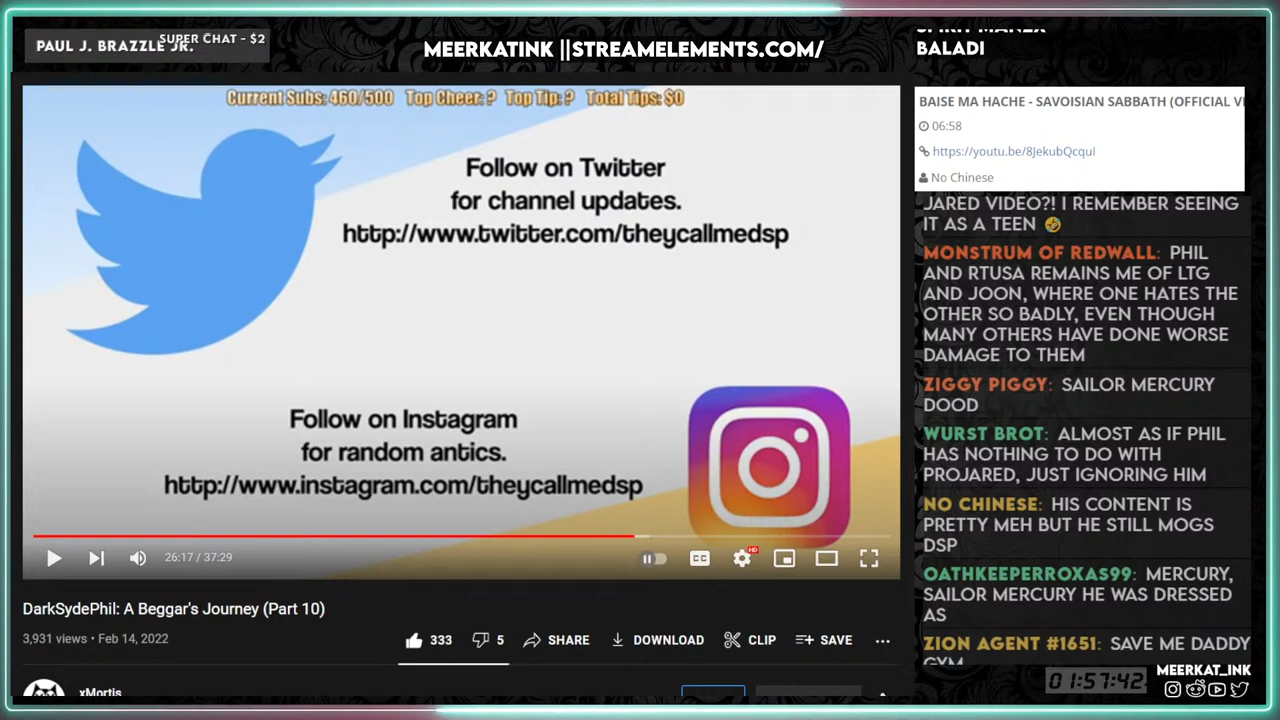 PAUL J. BRAZZLE JR.
SUPER CHAT - $2
MEERKATINK ||STREAMELEMENTS.COM/
BALADI
Current Subs: 460/500 Top Cheer: ? Top Tip: ? Total Tips: $0
Follow on Twitter
for channel updates.
http://www.twitter.com/theycallmedsp
Follow on Instagram
for random antics.
http://www.instagram.com/theycallmedsp
26:17 / 37:29
CC
HD
DarkSydePhil: A Beggar's Journey (Part 10)
3,931 views • Feb 14, 2022
333
5
SHARE
DOWNLOAD
CLIP
SAVE
xMortis
BAISE MA HACHE - SAVOISIAN SABBATH (OFFICIAL VI
06:58
https://youtu.be/8JekubQcquI
No Chinese
JARED VIDEO?! I REMEMBER SEEING
IT AS A TEEN 🤣
MONSTRUM OF REDWALL: PHIL
AND RTUSA REMAINS ME OF LTG
AND JOON, WHERE ONE HATES THE
OTHER SO BADLY, EVEN THOUGH
MANY OTHERS HAVE DONE WORSE
DAMAGE TO THEM
ZIGGY PIGGY: SAILOR MERCURY
DOOD
WURST BROT: ALMOST AS IF PHIL
HAS NOTHING TO DO WITH
PROJARED, JUST IGNORING HIM
NO CHINESE: HIS CONTENT IS
PRETTY MEH BUT HE STILL MOGS
DSP
OATHKEEPERROXAS99: MERCURY,
SAILOR MERCURY HE WAS DRESSED
AS
ZION AGENT #1651: SAVE ME DADDY
GYM
01:57:42
MEERKAT_INK